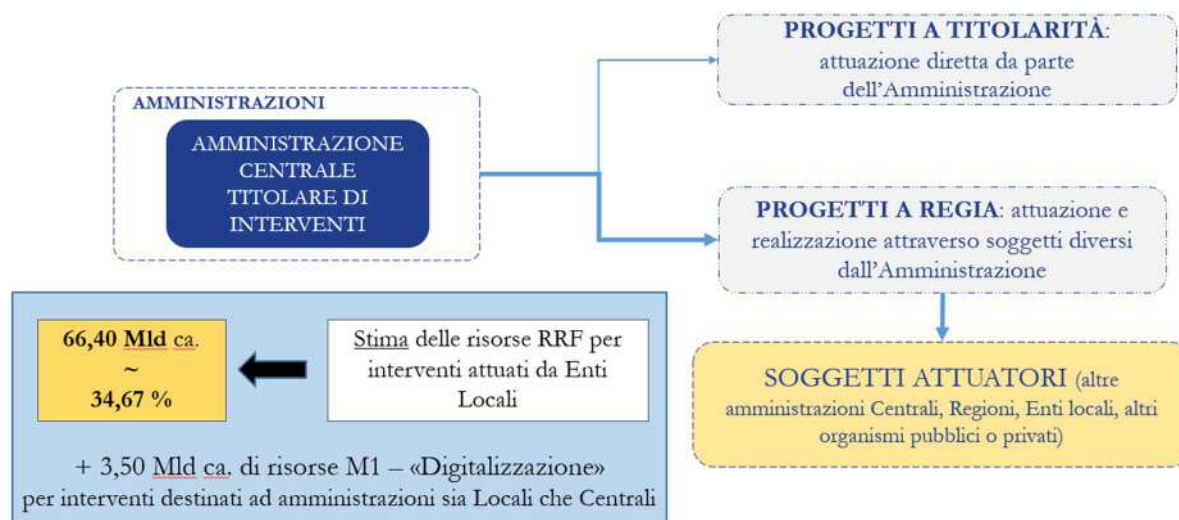 AMMINISTRAZIONI
AMMINISTRAZIONE
CENTRALE
TITOLARE DI
INTERVENTI
PROGETTI A TITOLARITÀ:
attuazione diretta da parte
dell'Amministrazione
PROGETTI A REGIA: attuazione e
realizzazione attraverso soggetti diversi
dall'Amministrazione
SOGGETTI ATTUATORI (altre
amministrazioni Centrali, Regioni, Enti locali, altri
organismi pubblici o privati)
66,40 Mld ca.
~
34,67 %
Stima delle risorse RRF per
interventi attuati da Enti
Locali
+ 3,50 Mld ca. di risorse M1 – «Digitalizzazione»
per interventi destinati ad amministrazioni sia Locali che Centrali